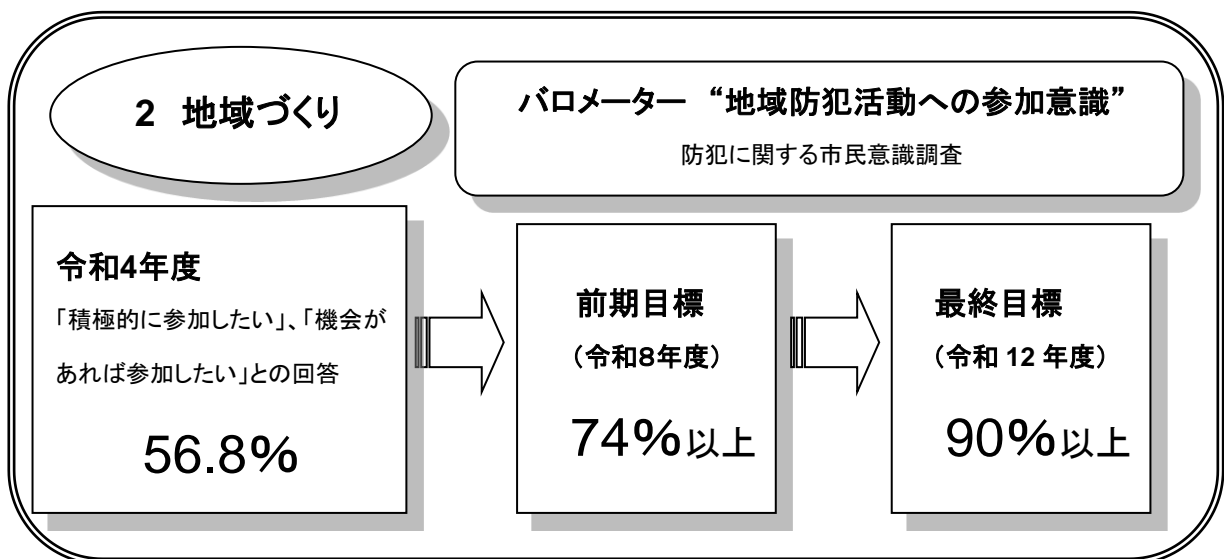 2 地域づくり
バロメーター “地域防犯活動への参加意識”
防犯に関する市民意識調査
令和4年度
「積極的に参加したい」、「機会が
あれば参加したい」との回答
56.8%
前期目標
（令和8年度）
74%以上
最終目標
（令和 12 年度）
90%以上